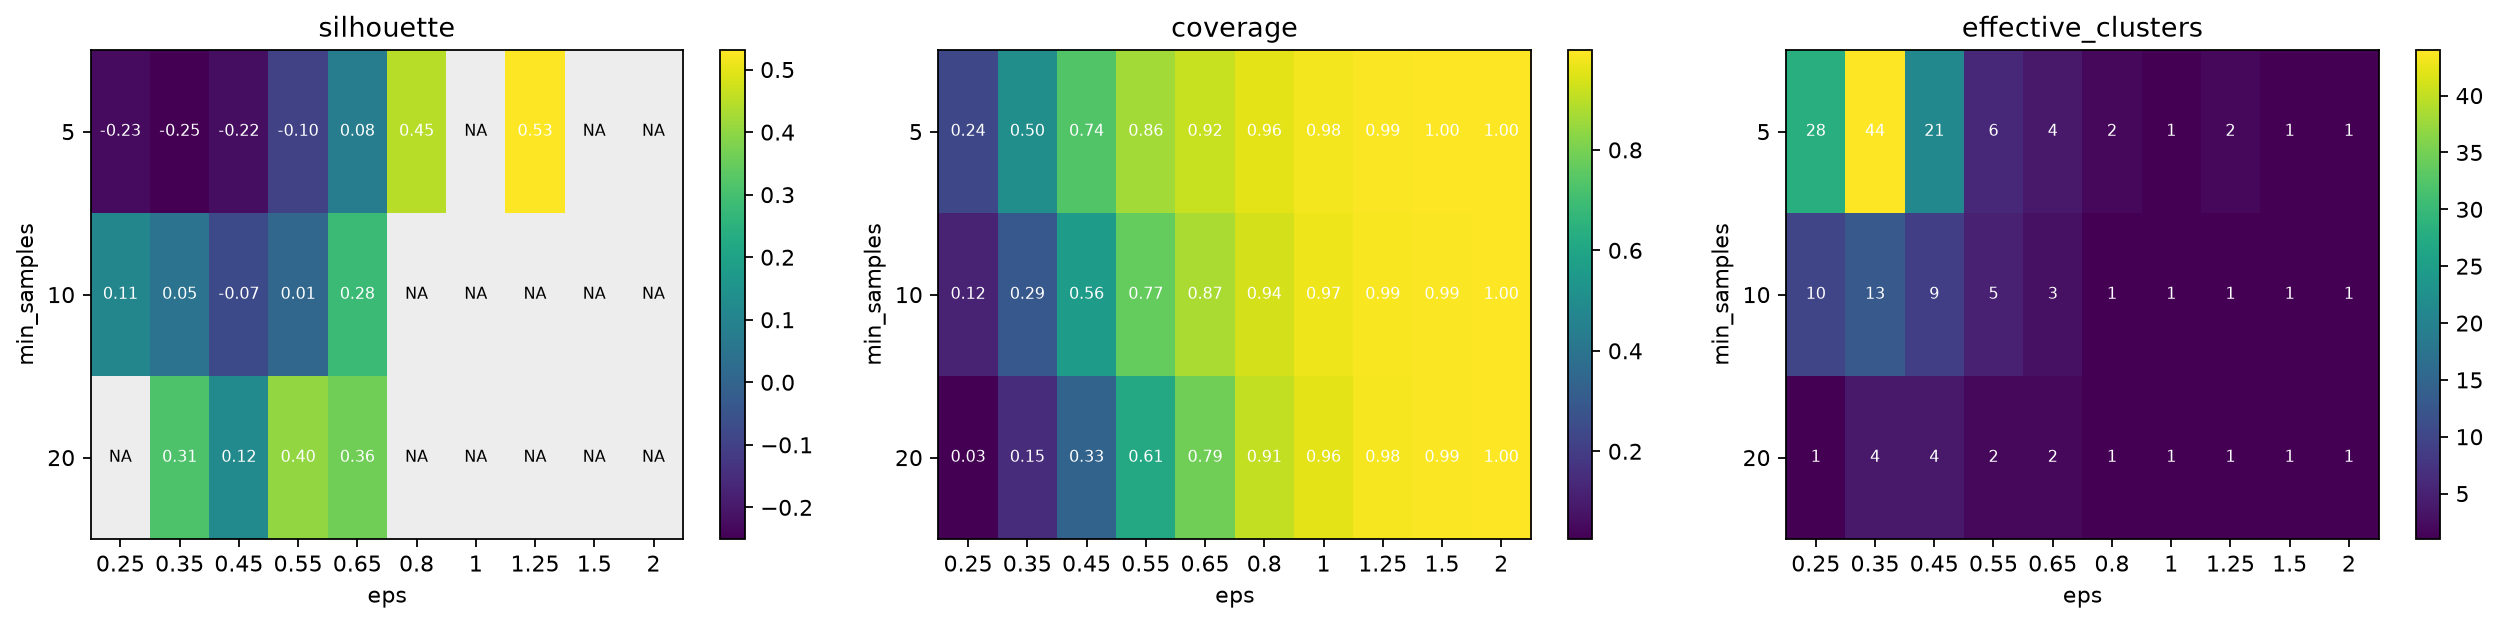 silhouette
-0.23 -0.25 -0.22 -0.10 0.08 0.45 NA 0.53 NA NA
0.11 0.05 -0.07 0.01 0.28 NA NA NA NA NA
NA 0.31 0.12 0.40 0.36 NA NA NA NA NA
5
10
20
min_samples
0.25 0.35 0.45 0.55 0.65 0.8 1 1.25 1.5 2
eps
0.5
0.4
0.3
0.2
0.1
0.0
−0.1
−0.2
coverage
0.24 0.50 0.74 0.86 0.92 0.96 0.98 0.99 1.00 1.00
0.12 0.29 0.56 0.77 0.87 0.94 0.97 0.99 0.99 1.00
0.03 0.15 0.33 0.61 0.79 0.91 0.96 0.98 0.99 1.00
5
10
20
min_samples
0.25 0.35 0.45 0.55 0.65 0.8 1 1.25 1.5 2
eps
0.8
0.6
0.4
0.2
effective_clusters
28 44 21 6 4 2 1 2 1 1
10 13 9 5 3 1 1 1 1 1
1 4 4 2 2 1 1 1 1 1
5
10
20
min_samples
0.25 0.35 0.45 0.55 0.65 0.8 1 1.25 1.5 2
eps
40
35
30
25
20
15
10
5